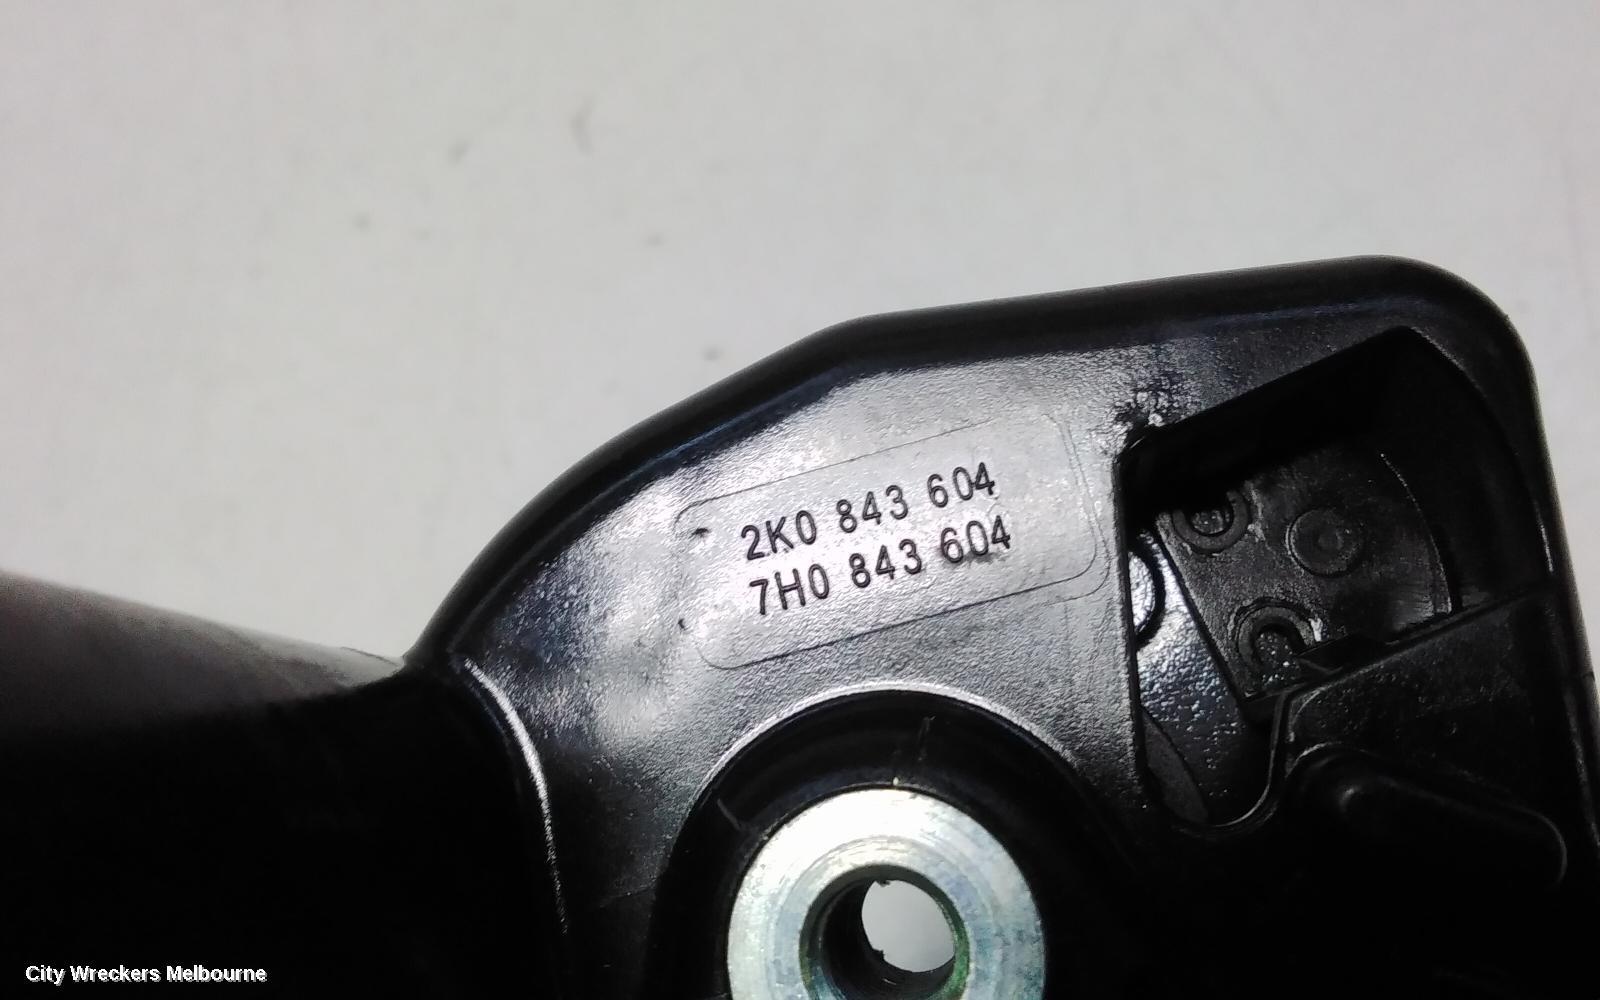 2K0 843 604
7H0 843 604
City Wreckers Melbourne